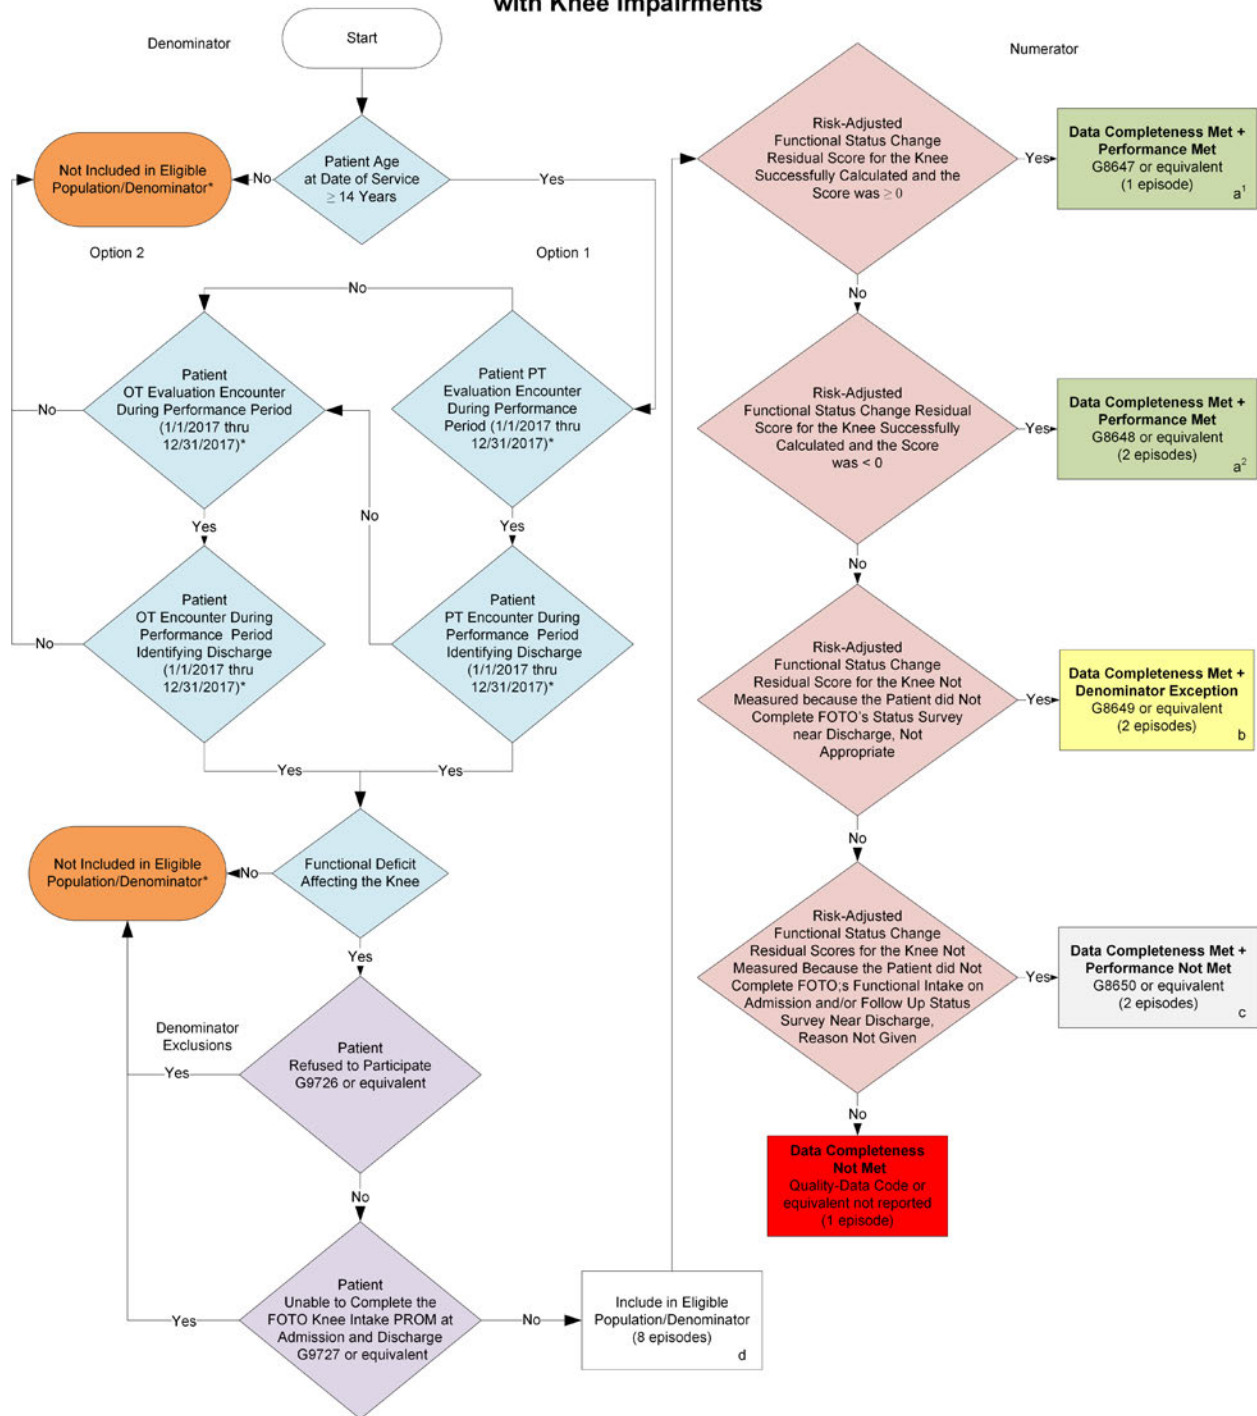 with Knee Impairments
Denominator
Start
Numerator
Patient Age
at Date of Service
≥ 14 Years
No
Yes
Not Included in Eligible
Population/Denominator*
Option 2
Option 1
No
Patient
OT Evaluation Encounter
During Performance Period
(1/1/2017 thru
12/31/2017)*
No
Yes
Patient PT
Evaluation Encounter
During Performance
Period (1/1/2017 thru
12/31/2017)*
No
Yes
Patient
OT Encounter During
Performance Period
Identifying Discharge
(1/1/2017 thru
12/31/2017)*
No
Patient
PT Encounter During
Performance Period
Identifying Discharge
(1/1/2017 thru
12/31/2017)*
Yes
Yes
Not Included in Eligible
Population/Denominator*
No
Functional Deficit
Affecting the Knee
Yes
Denominator
Exclusions
Yes
Patient
Refused to Participate
G9726 or equivalent
No
Yes
Patient
Unable to Complete the
FOTO Knee Intake PROM at
Admission and Discharge
G9727 or equivalent
No
Include in Eligible
Population/Denominator
(8 episodes)
d
Risk-Adjusted
Functional Status Change
Residual Score for the Knee
Successfully Calculated and the
Score was ≥ 0
Yes
Data Completeness Met +
Performance Met
G8647 or equivalent
(1 episode)
a¹
No
Risk-Adjusted
Functional Status Change Residual
Score for the Knee Successfully
Calculated and the Score
was < 0
Yes
Data Completeness Met +
Performance Met
G8648 or equivalent
(2 episodes)
a²
No
Risk-Adjusted
Functional Status Change
Residual Score for the Knee Not
Measured because the Patient did Not
Complete FOTO's Status Survey
near Discharge, Not
Appropriate
Yes
Data Completeness Met +
Denominator Exception
G8649 or equivalent
(2 episodes)
b
No
Risk-Adjusted
Functional Status Change
Residual Scores for the Knee Not
Measured Because the Patient did Not
Complete FOTO;s Functional Intake on
Admission and/or Follow Up Status
Survey Near Discharge,
Reason Not Given
Yes
Data Completeness Met +
Performance Not Met
G8650 or equivalent
(2 episodes)
c
No
Data Completeness
Not Met
Quality-Data Code or
equivalent not reported
(1 episode)